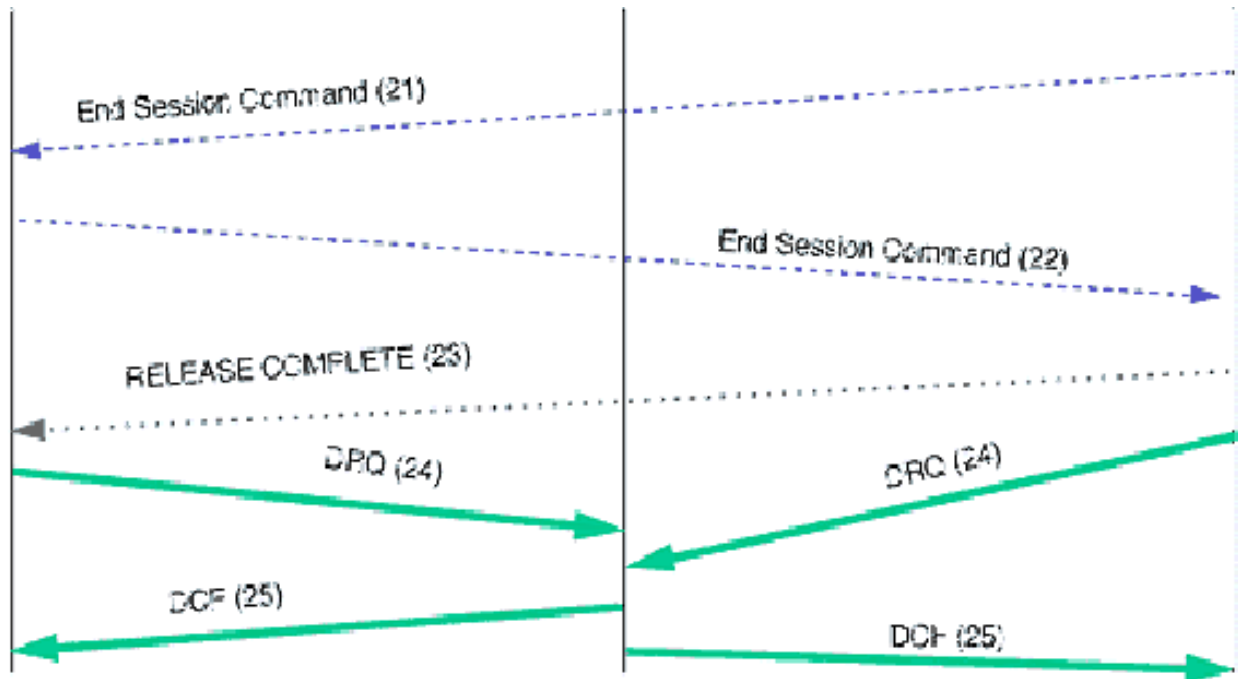 End Session Command (21)
End Session Command (22)
RELEASE COMPLETE (23)
DRQ (24)
DRQ (24)
DCF (25)
DCF (25)